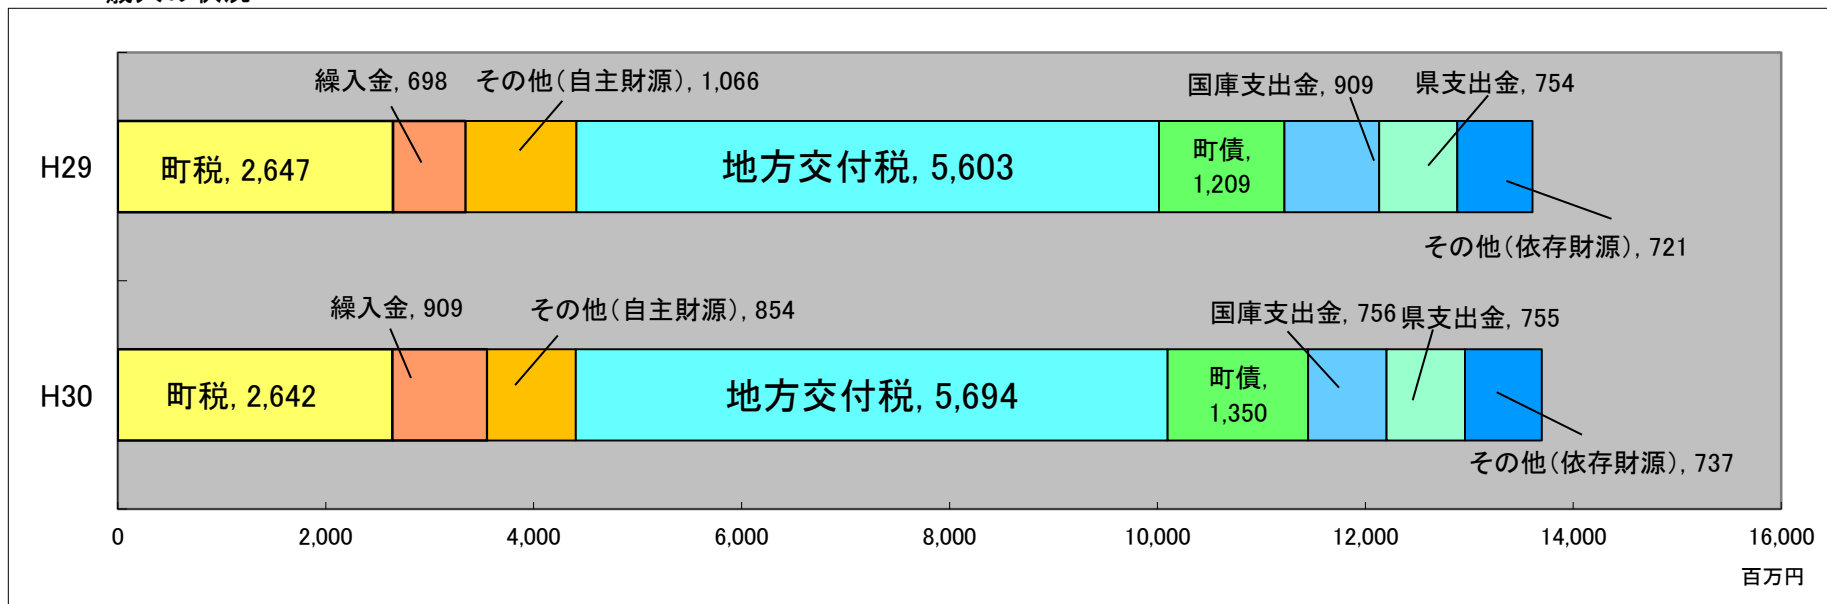 繰入金, 698
その他(自主財源), 1,066
国庫支出金, 909
県支出金, 754
H29
町税, 2,647
地方交付税, 5,603
町債,
1,209
その他(依存財源), 721
繰入金, 909
その他(自主財源), 854
国庫支出金, 756
県支出金, 755
H30
町税, 2,642
地方交付税, 5,694
町債,
1,350
その他(依存財源), 737
0 2,000 4,000 6,000 8,000 10,000 12,000 14,000 16,000
百万円